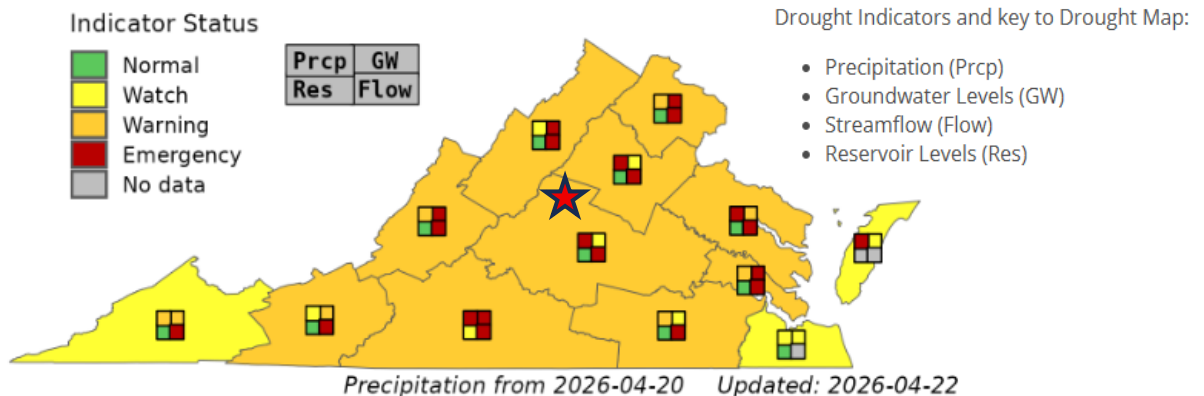 Indicator Status
Normal
Watch
Warning
Emergency
No data
Prcp GW
Res Flow
Drought Indicators and key to Drought Map:
• Precipitation (Prcp)
• Groundwater Levels (GW)
• Streamflow (Flow)
• Reservoir Levels (Res)
Precipitation from 2026-04-20 Updated: 2026-04-22